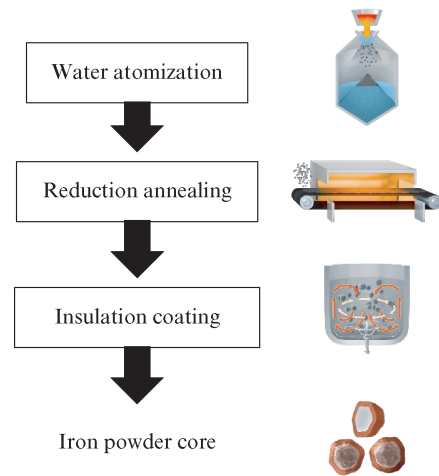 Water atomization
Reduction annealing
Insulation coating
Iron powder core